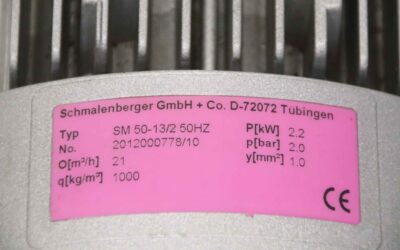 Schmalenberger GmbH + Co. D-72072 Tubingen
Typ SM 50-13/2 50HZ P[kW] 2.2
No. 2012000778/10 p[bar] 2.0
O[m³/h] 21 y[mm²] 1.0
q[kg/m³] 1000
CE